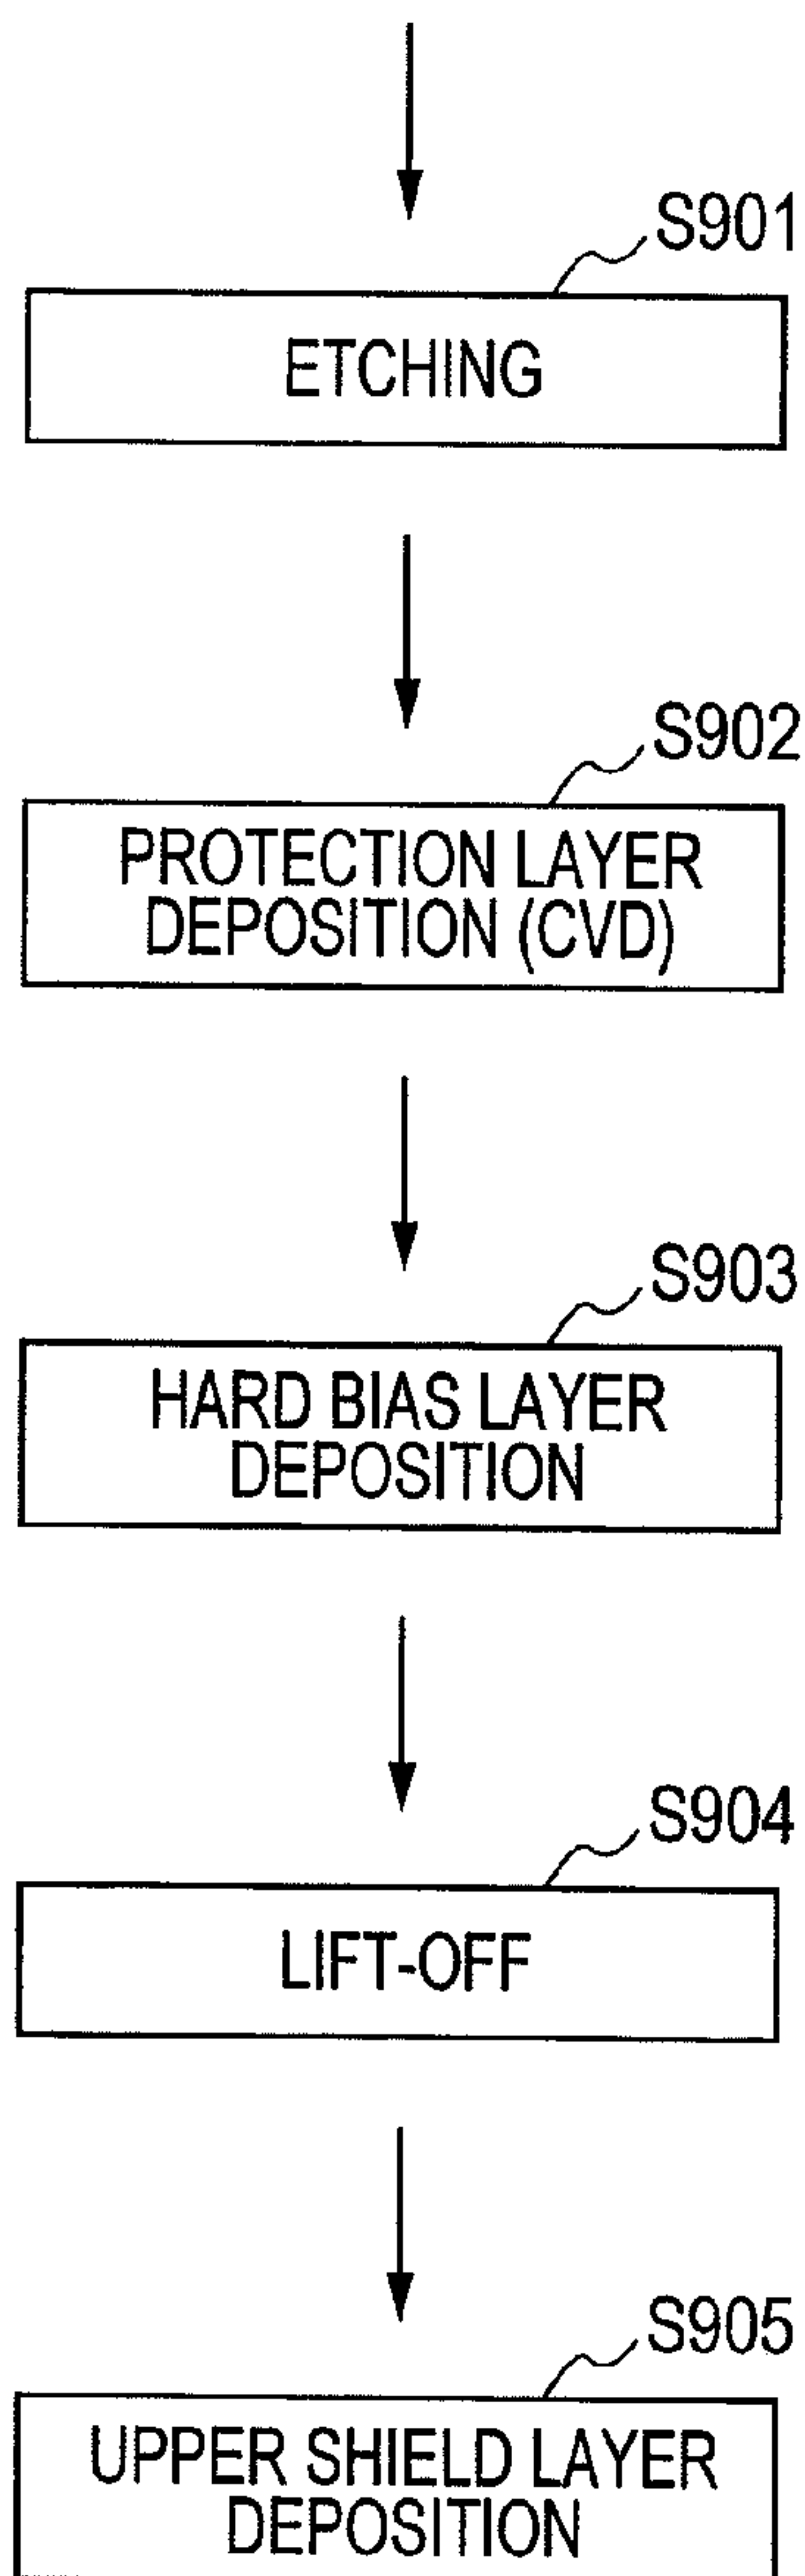 S901
ETCHING
S902
PROTECTION LAYER
DEPOSITION (CVD)
S903
HARD BIAS LAYER
DEPOSITION
S904
LIFT-OFF
S905
UPPER SHIELD LAYER
DEPOSITION